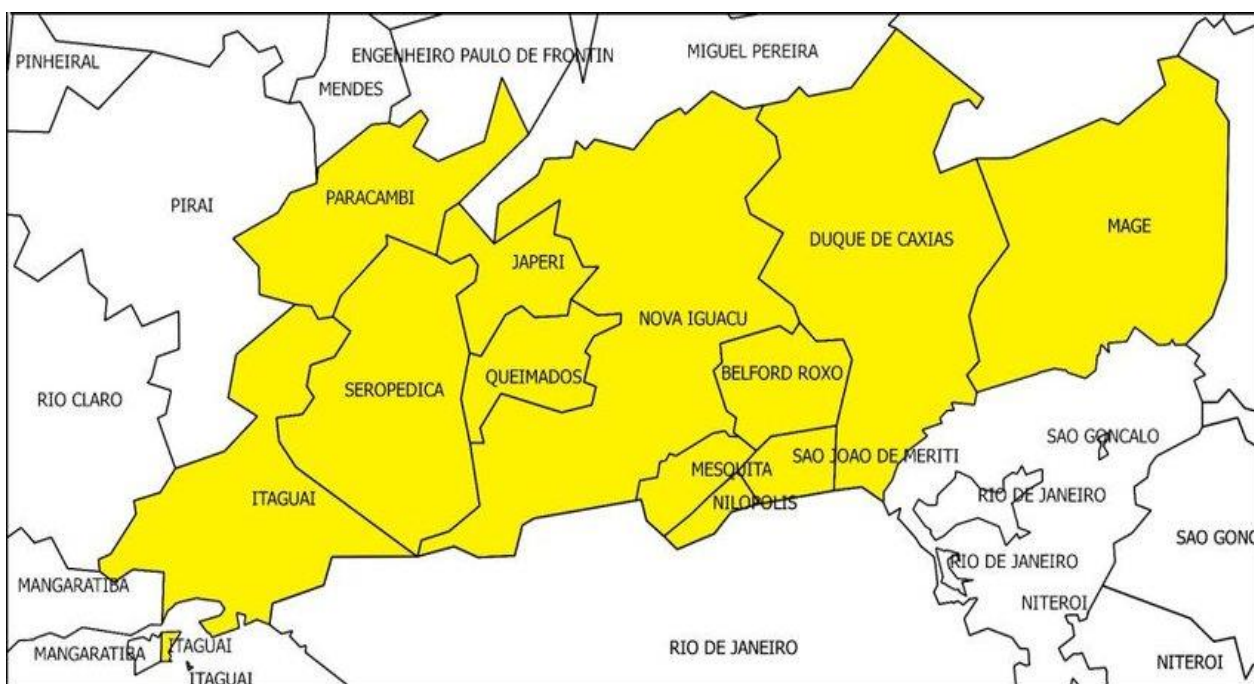 MIGUEL PEREIRA
ENGENHEIRO PAULO DE FRONTIN
PINHEIRAL
MENDES
PARACAMBI
PIRAI
MAGE
DUQUE DE CAXIAS
JAPERI
NOVA IGUACU
BELFORD ROXO
QUEIMADOS
SEROPEDICA
RIO CLARO
SAO GONCALO
SAO JOAO DE MERITI
MESQUITA
ITAGUAI
RIO DE JANEIRO
NILOPOLIS
SAO GONC
RIO DE JANEIRO
MANGARATIBA
NITEROI
ITAGUAI
RIO DE JANEIRO
MANGARATIBA
NITEROI
ITAGUAI